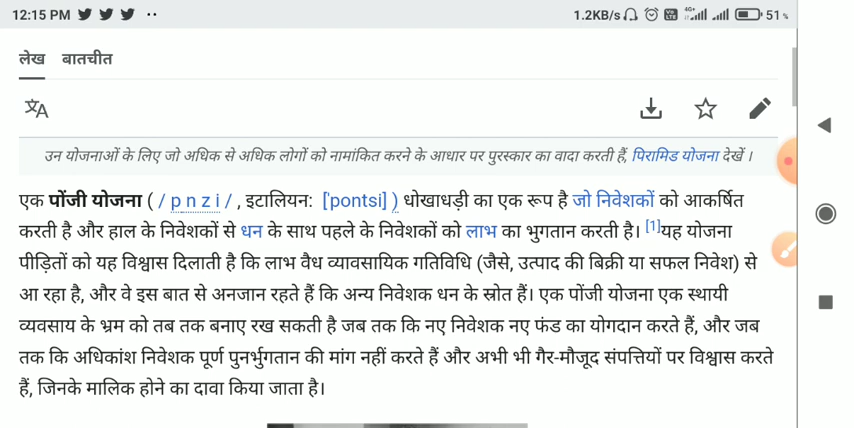 12:15 PM ·· 1.2KB/s 4G+ 51%
लेख बातचीत
文A
उन योजनाओं के लिए जो अधिक से अधिक लोगों को नामांकित करने के आधार पर पुरस्कार का वादा करती हैं, पिरामिड योजना देखें ।
एक पोंजी योजना ( / p n z i / , इटालियन: ['pontsi] ) धोखाधड़ी का एक रूप है जो निवेशकों को आकर्षित
करती है और हाल के निवेशकों से धन के साथ पहले के निवेशकों को लाभ का भुगतान करती है। [1]यह योजना
पीड़ितों को यह विश्वास दिलाती है कि लाभ वैध व्यावसायिक गतिविधि (जैसे, उत्पाद की बिक्री या सफल निवेश) से
आ रहा है, और वे इस बात से अनजान रहते हैं कि अन्य निवेशक धन के स्रोत हैं। एक पोंजी योजना एक स्थायी
व्यवसाय के भ्रम को तब तक बनाए रख सकती है जब तक कि नए निवेशक नए फंड का योगदान करते हैं, और जब
तक कि अधिकांश निवेशक पूर्ण पुनर्भुगतान की मांग नहीं करते हैं और अभी भी गैर-मौजूद संपत्तियों पर विश्वास करते
हैं, जिनके मालिक होने का दावा किया जाता है।